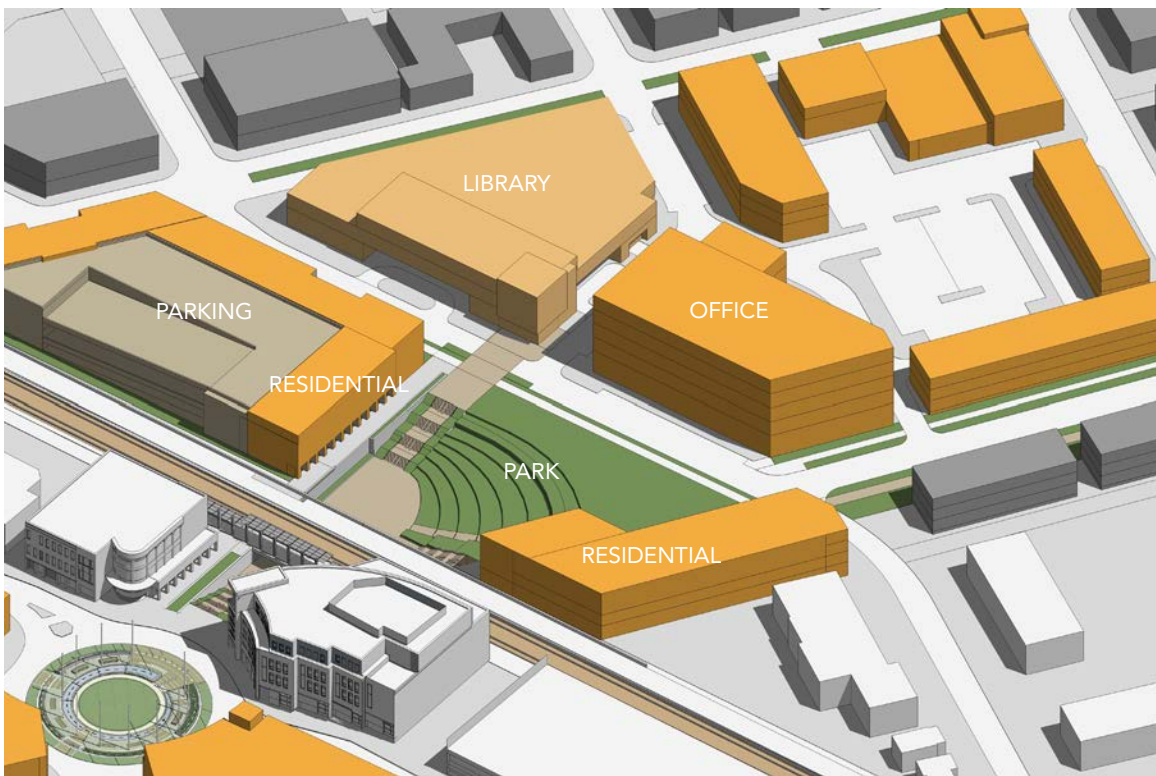 LIBRARY
PARKING
OFFICE
RESIDENTIAL
PARK
RESIDENTIAL